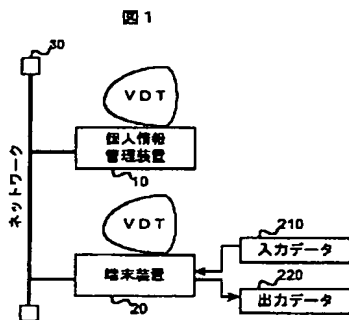 図1
30
VDT
個人情報
管理装置
10
ネットワーク
VDT
端末装置
20
210
入力データ
220
出力データ